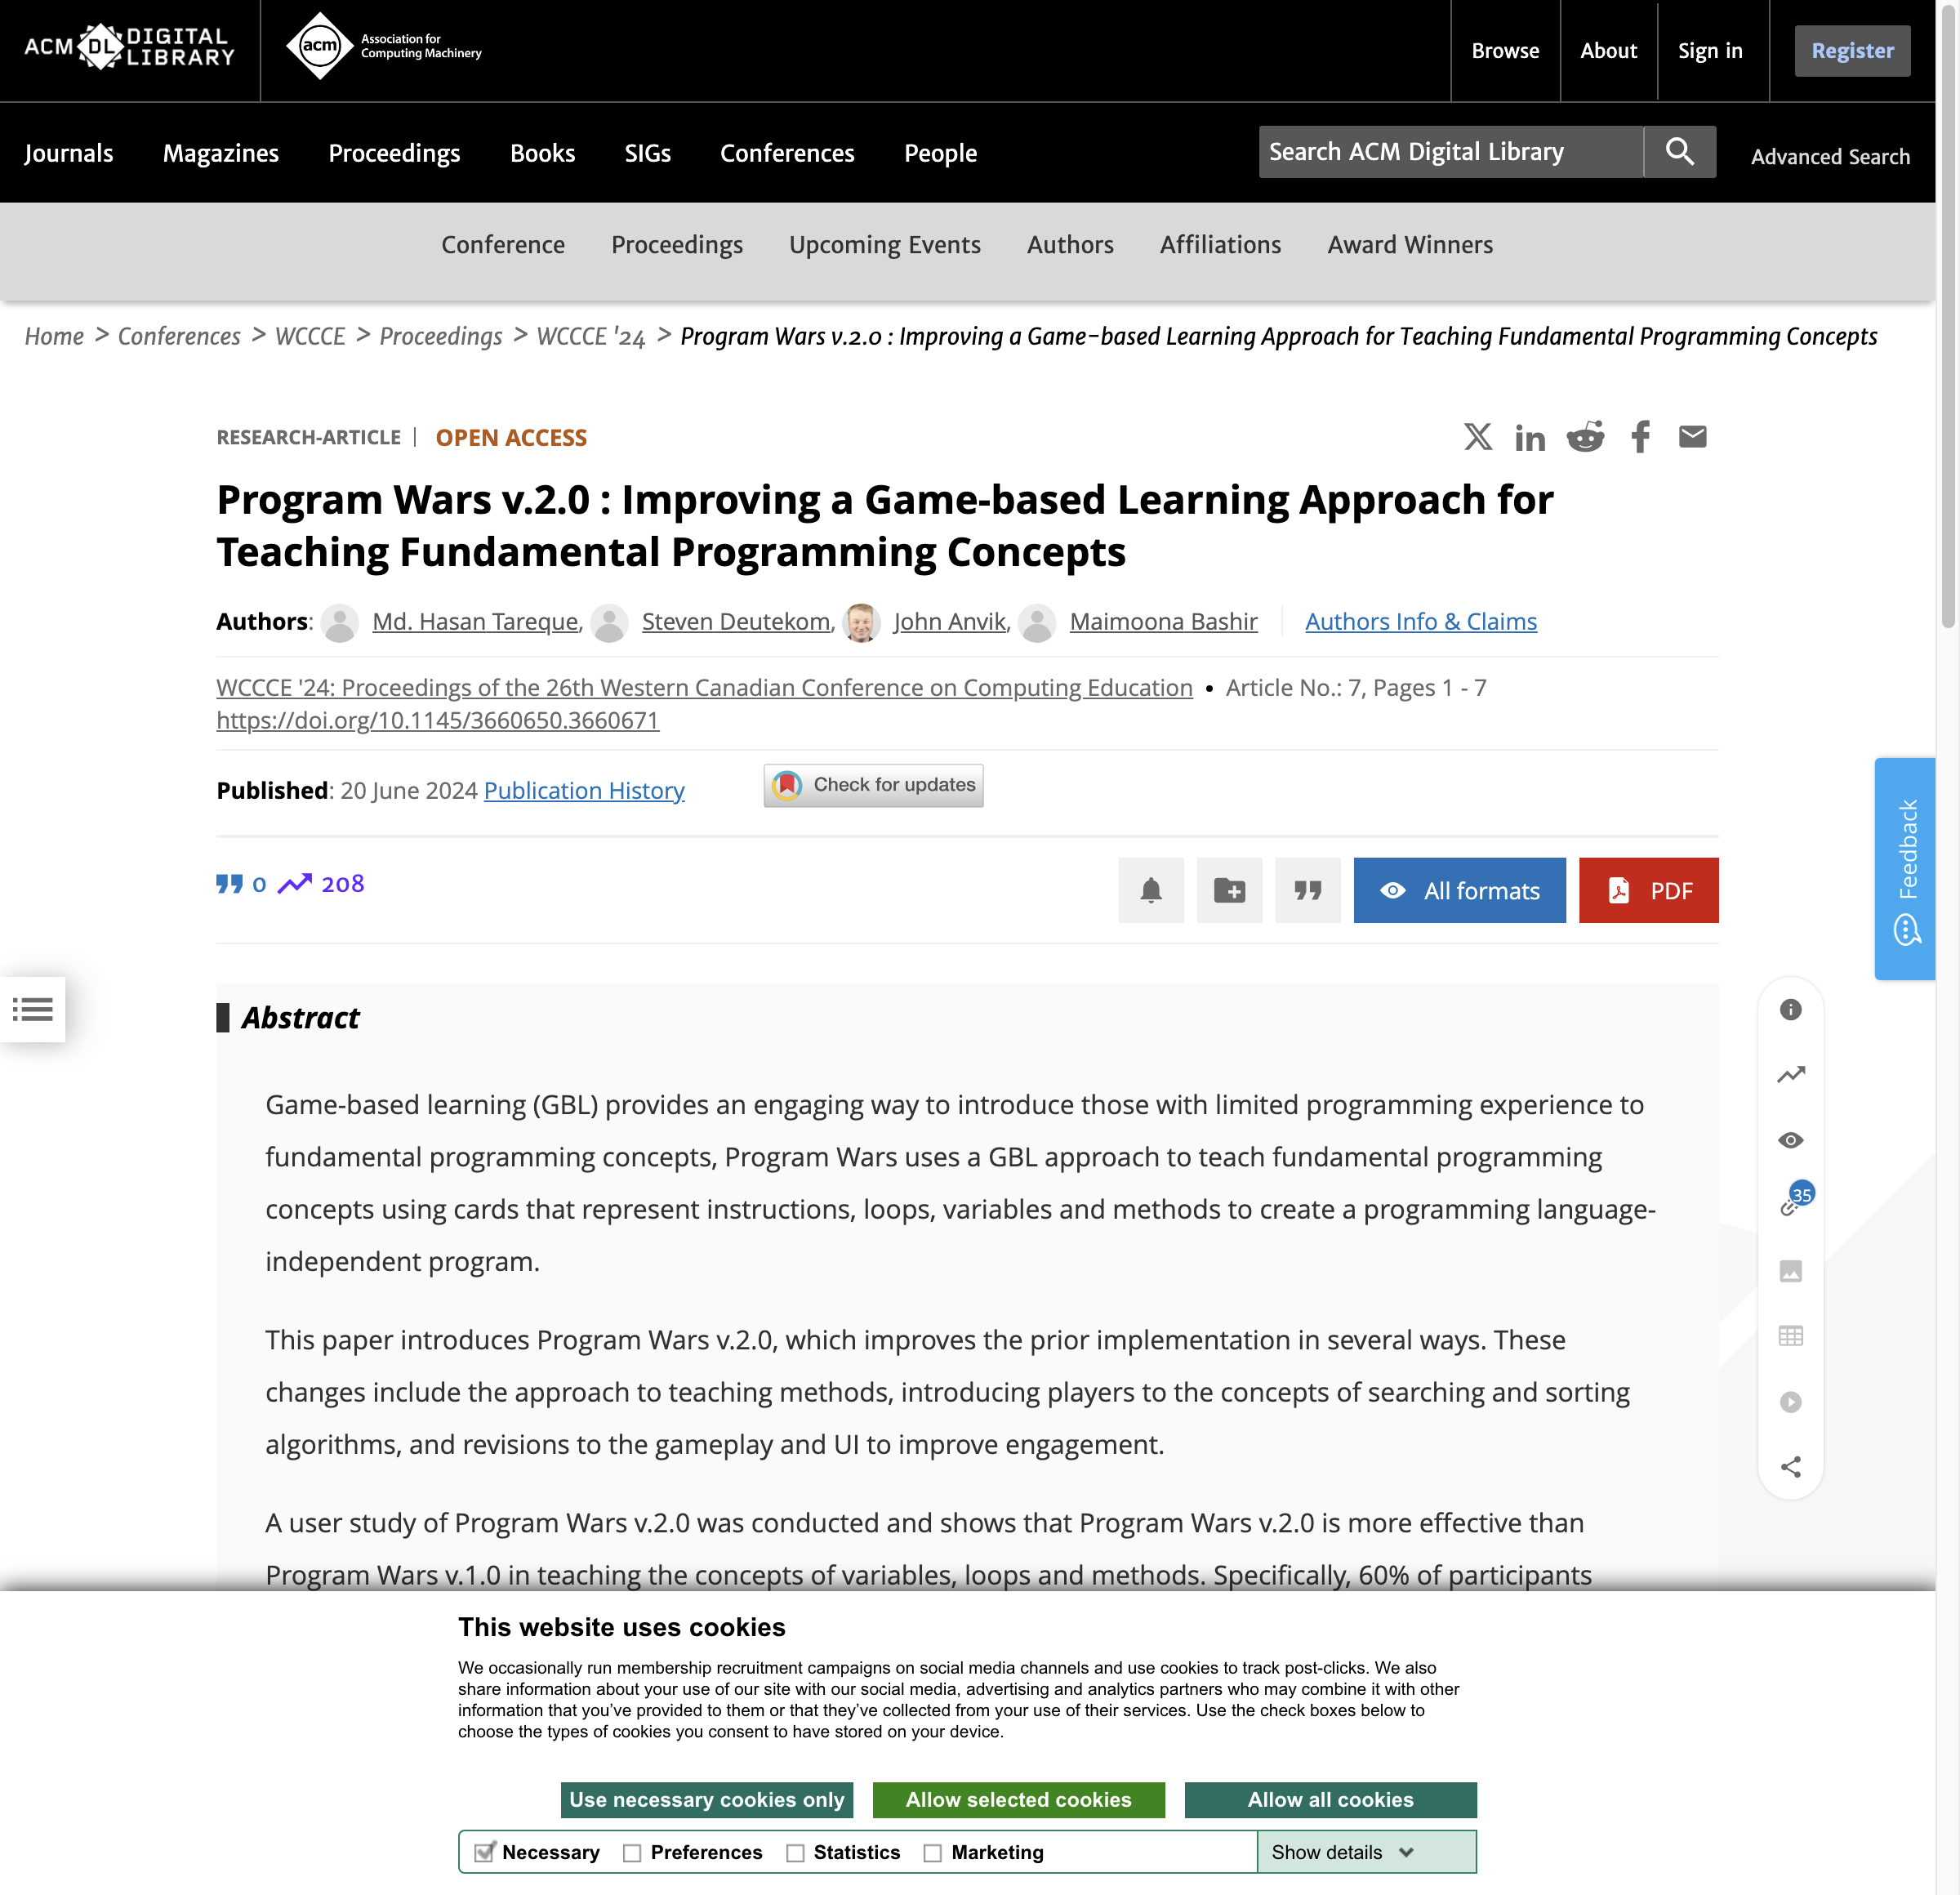 ACM DL DIGITAL LIBRARY
acm Association for Computing Machinery
Browse
About
Sign in
Register
Journals
Magazines
Proceedings
Books
SIGs
Conferences
People
Search ACM Digital Library
Advanced Search
Conference
Proceedings
Upcoming Events
Authors
Affiliations
Award Winners
Home > Conferences > WCCCE > Proceedings > WCCCE '24 > Program Wars v.2.0 : Improving a Game-based Learning Approach for Teaching Fundamental Programming Concepts
RESEARCH-ARTICLE | OPEN ACCESS
Program Wars v.2.0 : Improving a Game-based Learning Approach for
Teaching Fundamental Programming Concepts
Authors: Md. Hasan Tareque, Steven Deutekom, John Anvik, Maimoona Bashir Authors Info & Claims
WCCCE '24: Proceedings of the 26th Western Canadian Conference on Computing Education • Article No.: 7, Pages 1 - 7
https://doi.org/10.1145/3660650.3660671
Published: 20 June 2024 Publication History
Check for updates
0 208
All formats
PDF
Feedback
Abstract
Game-based learning (GBL) provides an engaging way to introduce those with limited programming experience to
fundamental programming concepts, Program Wars uses a GBL approach to teach fundamental programming
concepts using cards that represent instructions, loops, variables and methods to create a programming language-
independent program.
35
This paper introduces Program Wars v.2.0, which improves the prior implementation in several ways. These
changes include the approach to teaching methods, introducing players to the concepts of searching and sorting
algorithms, and revisions to the gameplay and UI to improve engagement.
A user study of Program Wars v.2.0 was conducted and shows that Program Wars v.2.0 is more effective than
Program Wars v.1.0 in teaching the concepts of variables, loops and methods. Specifically, 60% of participants
This website uses cookies
We occasionally run membership recruitment campaigns on social media channels and use cookies to track post-clicks. We also
share information about your use of our site with our social media, advertising and analytics partners who may combine it with other
information that you've provided to them or that they've collected from your use of their services. Use the check boxes below to
choose the types of cookies you consent to have stored on your device.
Use necessary cookies only
Allow selected cookies
Allow all cookies
Necessary
Preferences
Statistics
Marketing
Show details